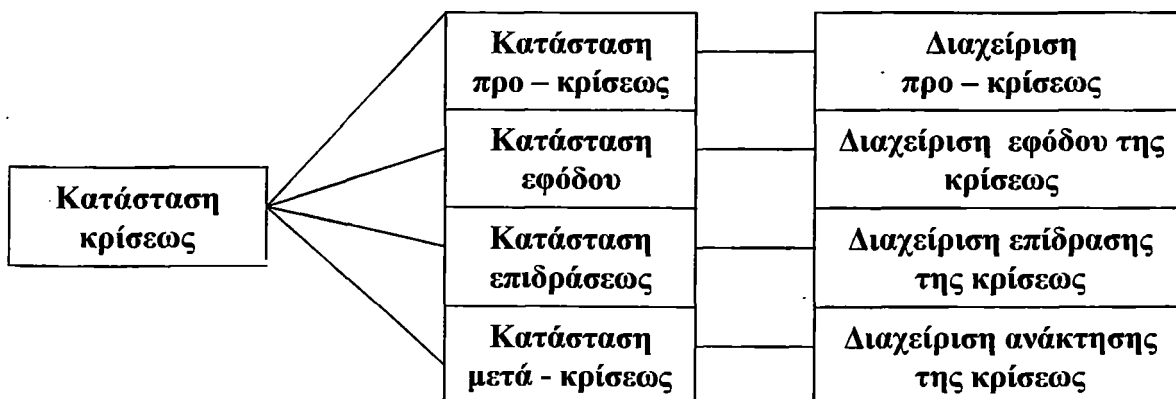 Κατάσταση
κρίσεως
Κατάσταση
προ – κρίσεως
Διαχείριση
προ – κρίσεως
Κατάσταση
εφόδου
Διαχείριση εφόδου της
κρίσεως
Κατάσταση
επιδράσεως
Διαχείριση επίδρασης
της κρίσεως
Κατάσταση
μετά - κρίσεως
Διαχείριση ανάκτησης
της κρίσεως